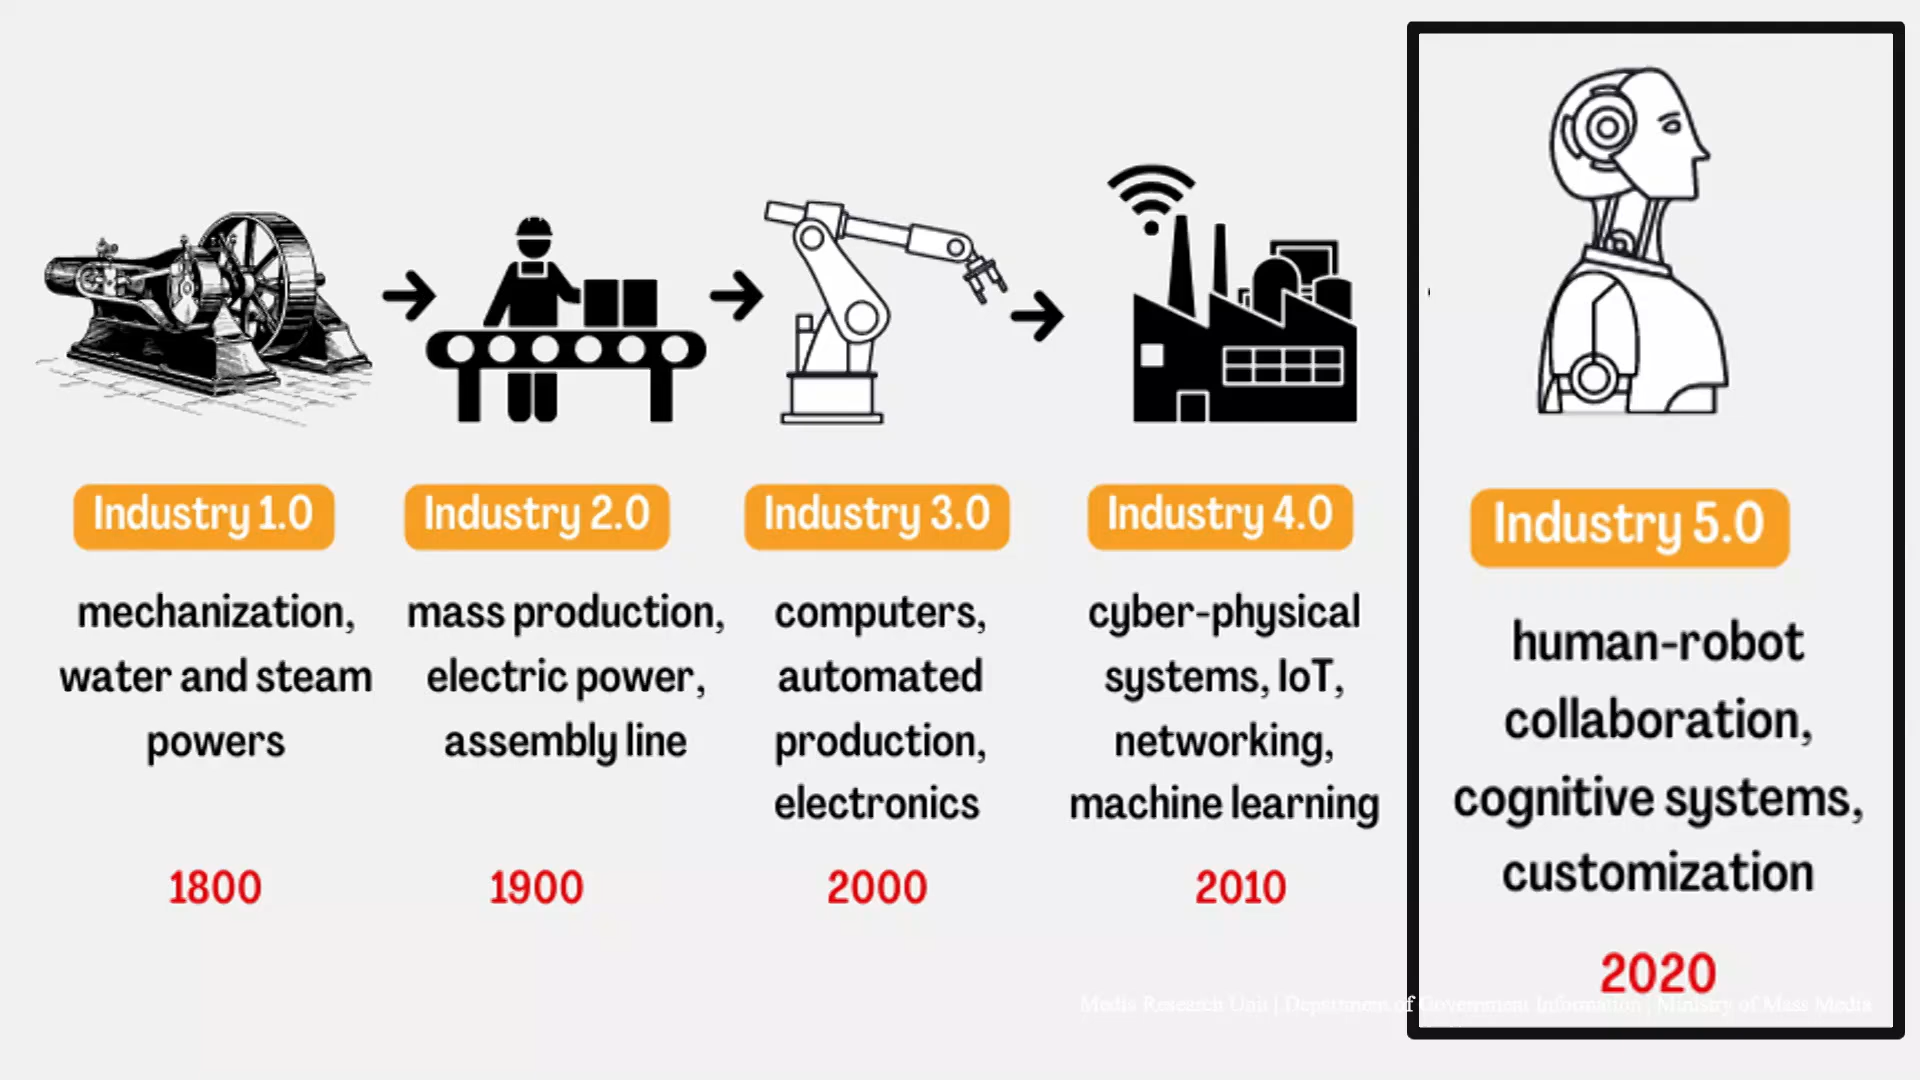 Industry 1.0
mechanization,
water and steam
powers
1800
Industry 2.0
mass production,
electric power,
assembly line
1900
Industry 3.0
computers,
automated
production,
electronics
2000
Industry 4.0
cyber-physical
systems, IoT,
networking,
machine learning
2010
Industry 5.0
human-robot
collaboration,
cognitive systems,
customization
2020
Media Research Unit | Department of Government Information | Ministry of Mass Media